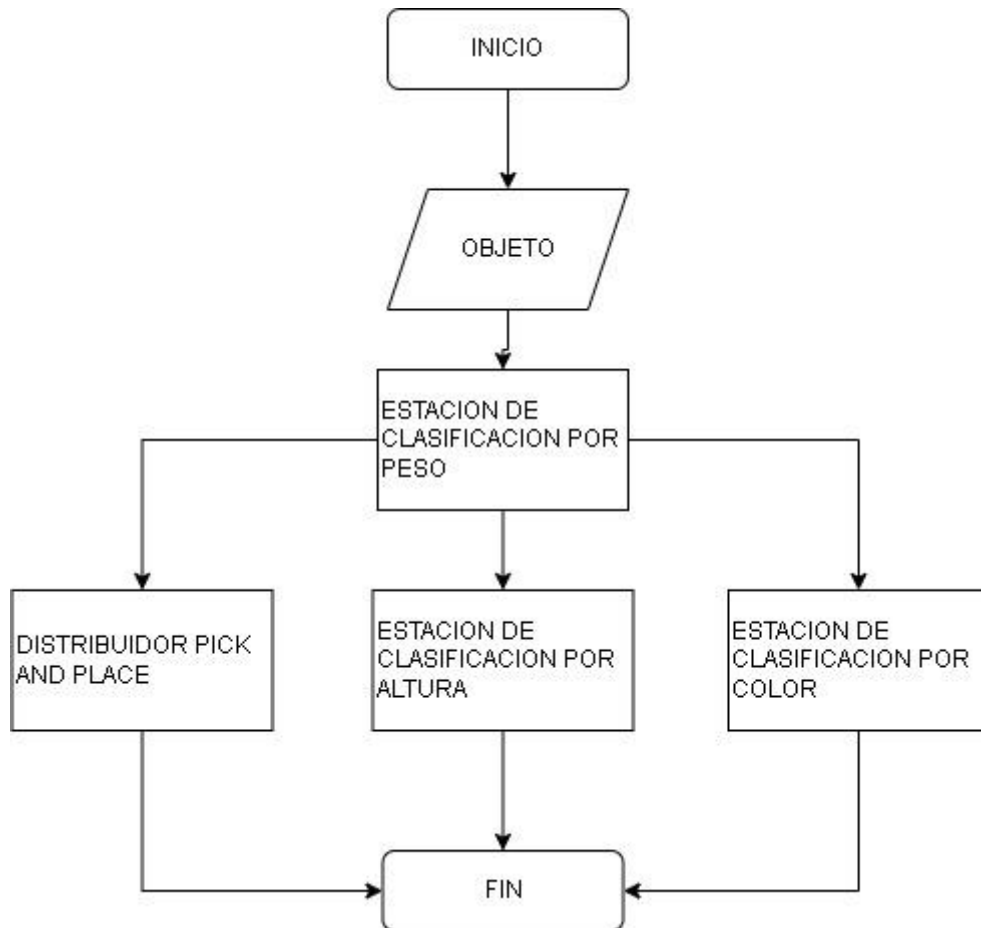 INICIO
OBJETO
ESTACION DE
CLASIFICACION POR
PESO
DISTRIBUIDOR PICK
AND PLACE
ESTACION DE
CLASIFICACION POR
ALTURA
ESTACION DE
CLASIFICACION POR
COLOR
FIN